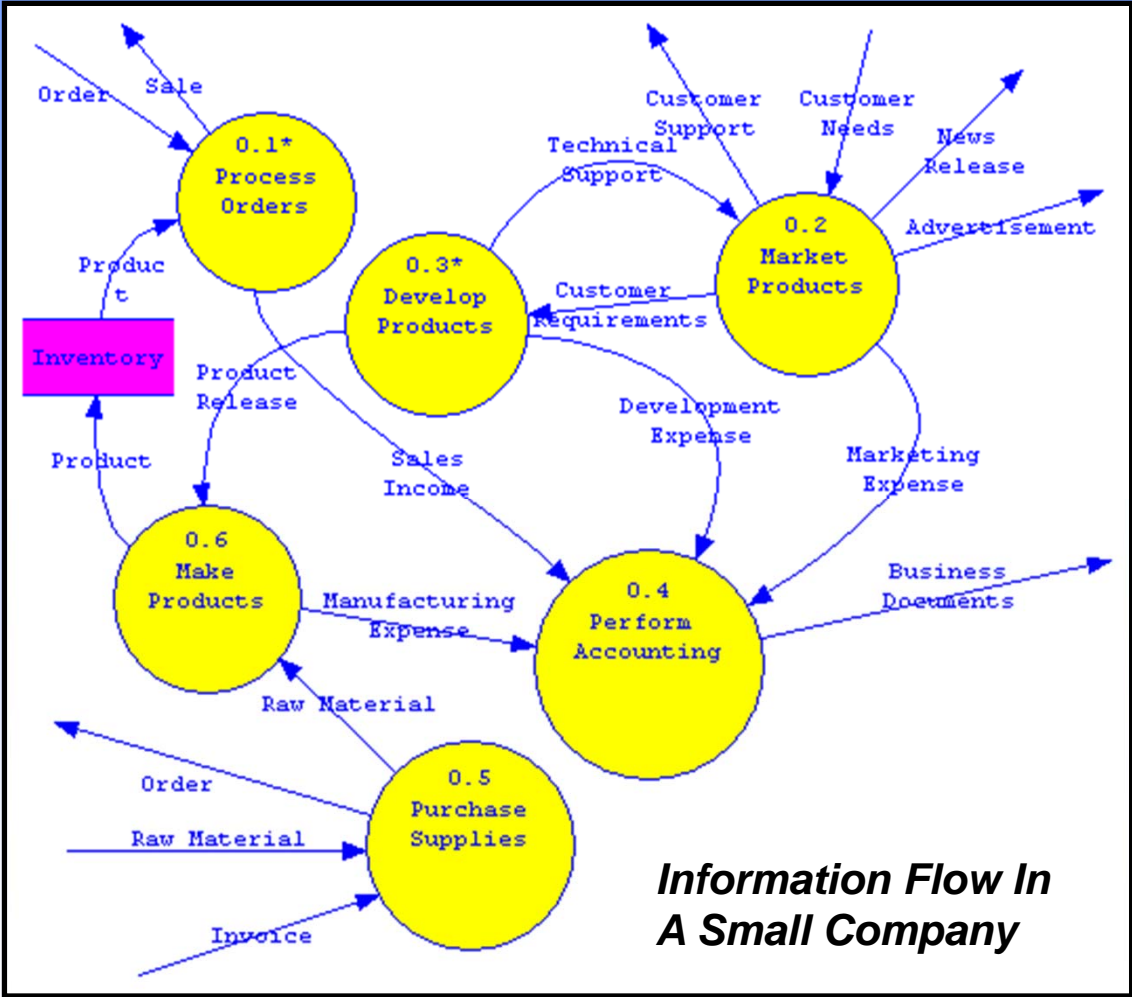 Order
Sale
0.1*
Process
Orders
Customer
Support
Customer
Needs
News
Release
Technical
Support
0.2
Market
Products
Advertisement
Produc
t
0.3*
Develop
Products
Customer
Requirements
Inventory
Product
Release
Development
Expense
Product
Sales
Income
Marketing
Expense
0.6
Make
Products
Manufacturing
Expense
0.4
Perform
Accounting
Business
Documents
Raw Material
Order
0.5
Purchase
Supplies
Raw Material
Invoice
Information Flow In
A Small Company